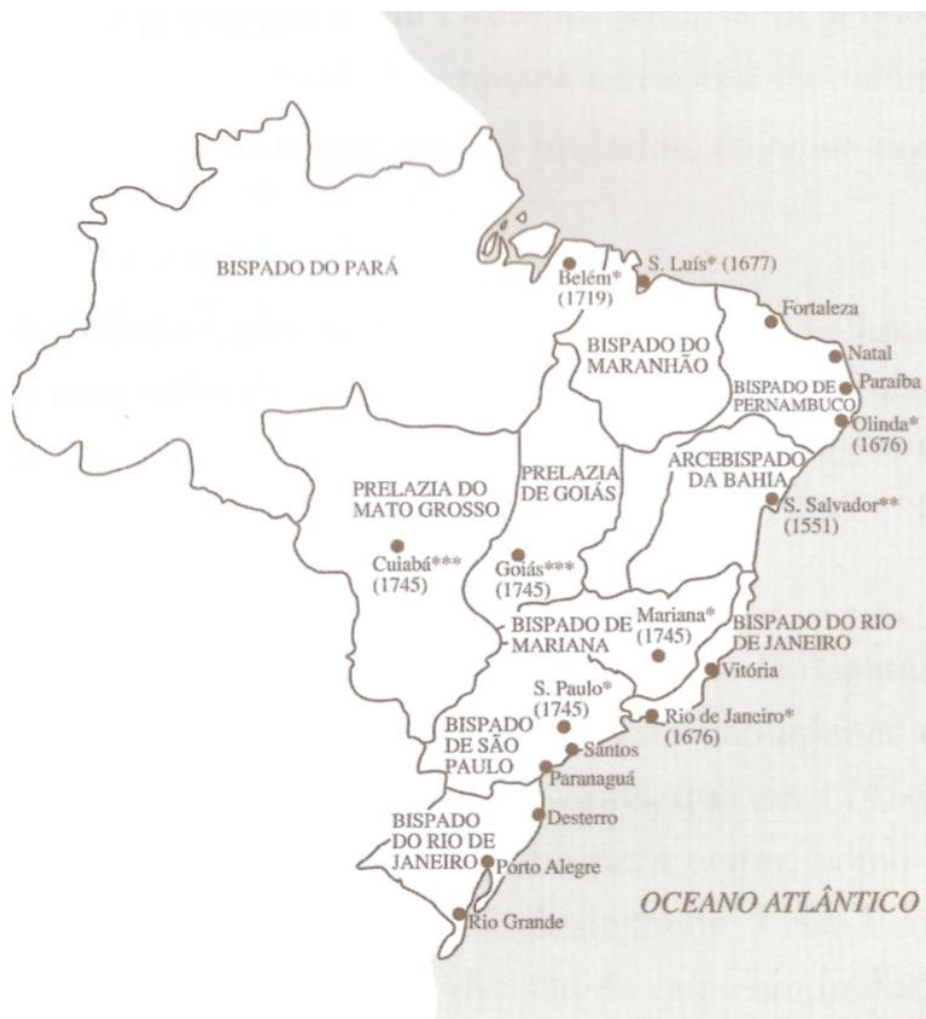 BISPADO DO PARÁ
Belém*
(1719)
S. Luís* (1677)
Fortaleza
BISPADO DO
MARANHÃO
Natal
Paraíba
BISPADO DE
PERNAMBUCO
Olinda*
(1676)
ARCEBISPADO
DA BAHIA
PRELAZIA
DE GOIÁS
PRELAZIA DO
MATO GROSSO
S. Salvador**
(1551)
Cuiabá***
(1745)
Goiás***
(1745)
BISPADO DE
MARIANA
Mariana*
(1745)
BISPADO DO RIO
DE JANEIRO
Vitória
S. Paulo*
(1745)
Rio de Janeiro*
(1676)
BISPADO
DE SÃO
PAULO
Santos
Paranaguá
Desterro
BISPADO
DO RIO DE
JANEIRO
Porto Alegre
OCEANO ATLÂNTICO
Rio Grande